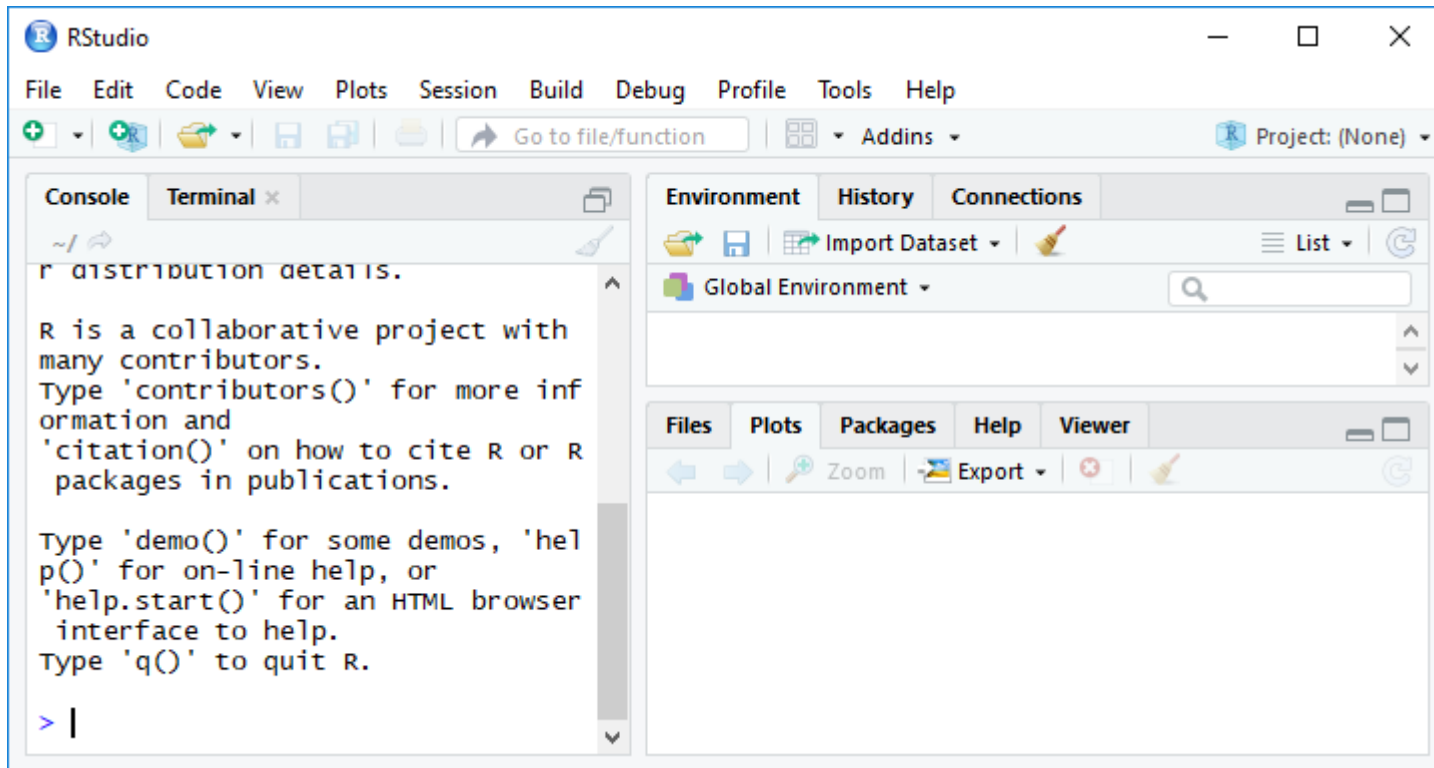 RStudio
File Edit Code View Plots Session Build Debug Profile Tools Help
Go to file/function Addins Project: (None)
Console Terminal
~/
r distribution details.
R is a collaborative project with
many contributors.
Type 'contributors()' for more inf
ormation and
'citation()' on how to cite R or R
 packages in publications.
Type 'demo()' for some demos, 'hel
p()' for on-line help, or
'help.start()' for an HTML browser
 interface to help.
Type 'q()' to quit R.
>
Environment History Connections
Import Dataset List
Global Environment
Files Plots Packages Help Viewer
Zoom Export